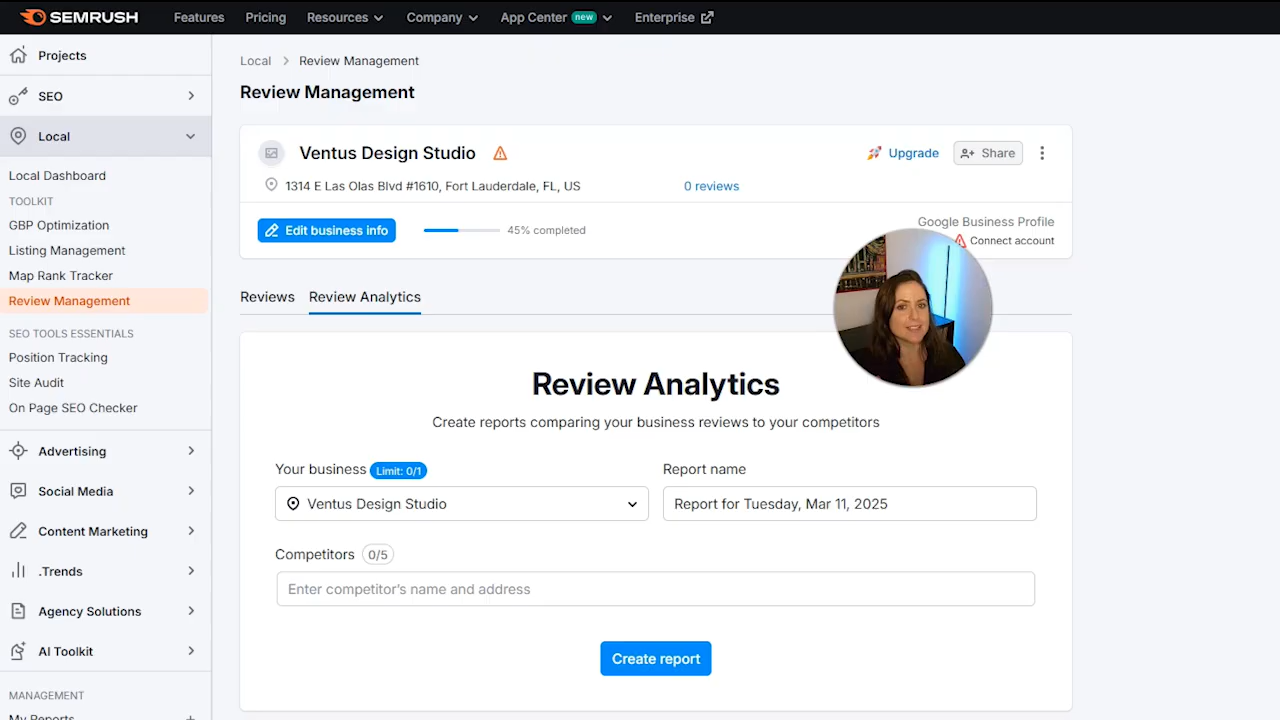 SEMRUSH
Features
Pricing
Resources
Company
App Center new
Enterprise
Projects
SEO
Local
Local Dashboard
TOOLKIT
GBP Optimization
Listing Management
Map Rank Tracker
Review Management
SEO TOOLS ESSENTIALS
Position Tracking
Site Audit
On Page SEO Checker
Advertising
Social Media
Content Marketing
.Trends
Agency Solutions
AI Toolkit
MANAGEMENT
My Reports
Local > Review Management
Review Management
Ventus Design Studio
Upgrade
Share
1314 E Las Olas Blvd #1610, Fort Lauderdale, FL, US
0 reviews
Edit business info
45% completed
Google Business Profile
Connect account
Reviews
Review Analytics
Review Analytics
Create reports comparing your business reviews to your competitors
Your business Limit: 0/1
Ventus Design Studio
Report name
Report for Tuesday, Mar 11, 2025
Competitors 0/5
Enter competitor's name and address
Create report